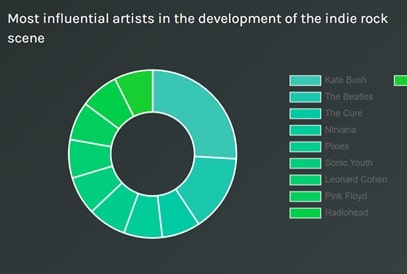 Most influential artists in the development of the indie rock
scene
Kate Bush
The Beatles
The Cure
Nirvana
Pixies
Sonic Youth
Leonard Cohen
Pink Floyd
Radiohead